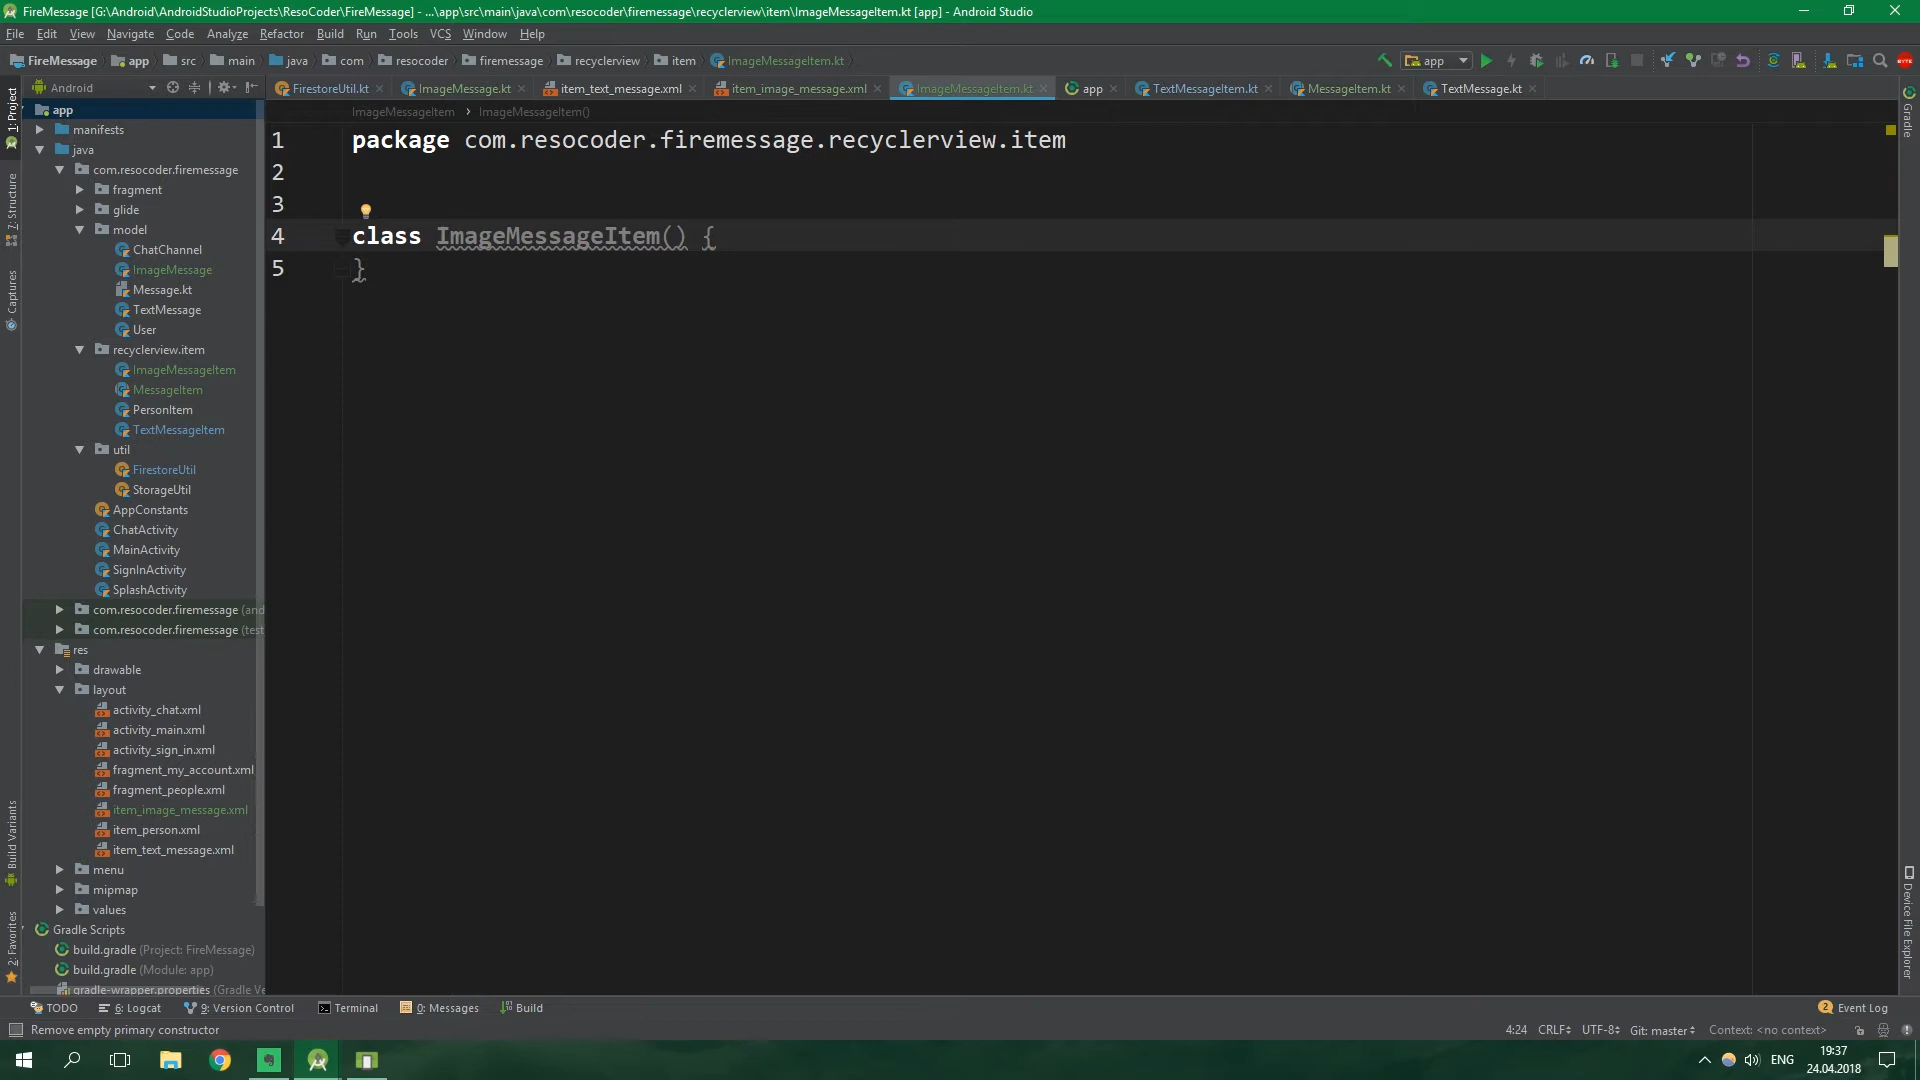 FireMessage [G:\Android\AndroidStudioProjects\ResoCoder\FireMessage] - ...\app\src\main\java\com\resocoder\firemessage\recyclerview\item\ImageMessageItem.kt [app] - Android Studio
File Edit View Navigate Code Analyze Refactor Build Run Tools VCS Window Help
FireMessage app src main java com resocoder firemessage recyclerview item ImageMessageItem.kt app
Android
FirestoreUtil.kt ImageMessage.kt item_text_message.xml item_image_message.xml ImageMessageItem.kt app TextMessageItem.kt MessageItem.kt TextMessage.kt
ImageMessageItem ImageMessageItem()
1: Project
7: Structure
Captures
Build Variants
2: Favorites
app
manifests
java
com.resocoder.firemessage
fragment
glide
model
ChatChannel
ImageMessage
Message.kt
TextMessage
User
recyclerview.item
ImageMessageItem
MessageItem
PersonItem
TextMessageItem
util
FirestoreUtil
StorageUtil
AppConstants
ChatActivity
MainActivity
SignInActivity
SplashActivity
com.resocoder.firemessage (and
com.resocoder.firemessage (test
res
drawable
layout
activity_chat.xml
activity_main.xml
activity_sign_in.xml
fragment_my_account.xml
fragment_people.xml
item_image_message.xml
item_person.xml
item_text_message.xml
menu
mipmap
values
Gradle Scripts
build.gradle (Project: FireMessage)
build.gradle (Module: app)
gradle-wrapper.properties (Gradle Ve
1 package com.resocoder.firemessage.recyclerview.item
2
3
4 class ImageMessageItem() {
5 }
Gradle
Device File Explorer
TODO 6: Logcat 9: Version Control Terminal 0: Messages Build 2 Event Log
Remove empty primary constructor 4:24 CRLF UTF-8 Git: master Context: <no context>
ENG 19:37
24.04.2018